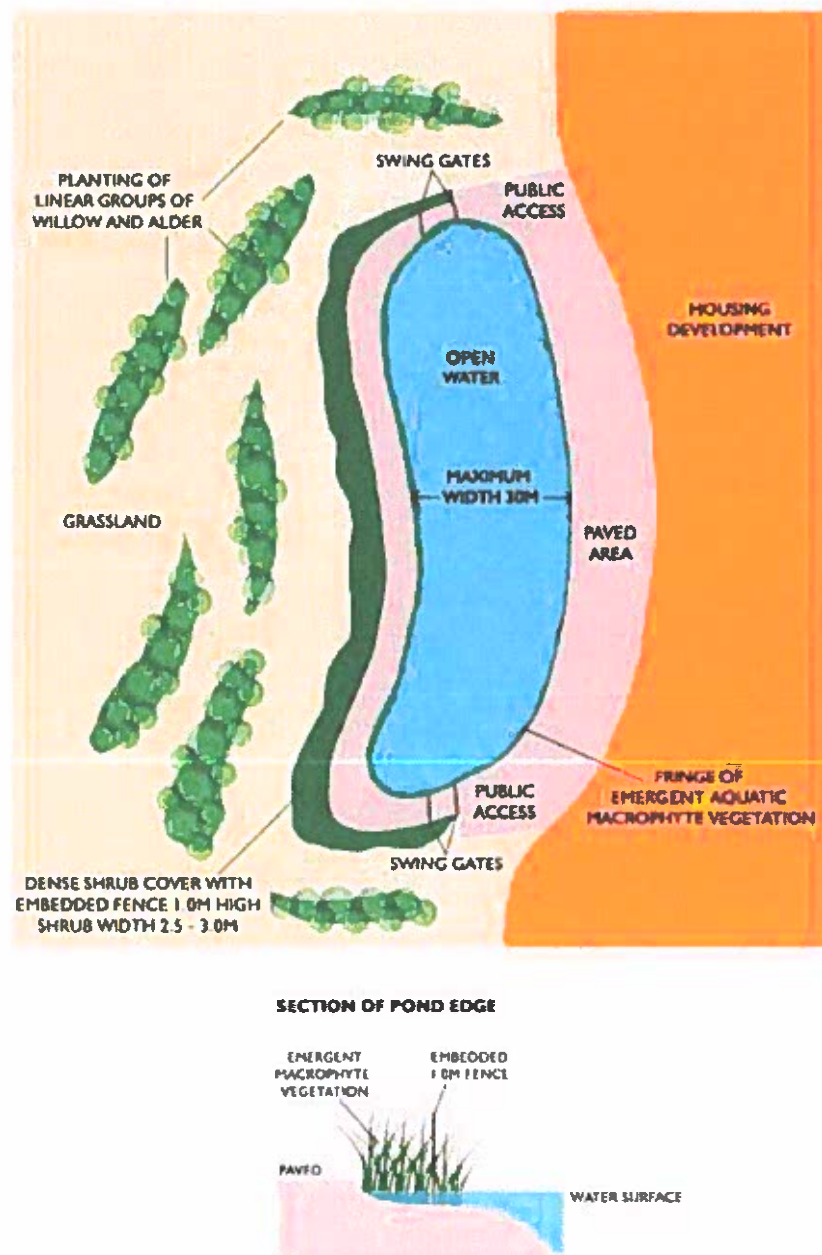 SWING GATES
PLANTING OF
LINEAR GROUPS OF
WILLOW AND ALDER
PUBLIC
ACCESS
HOUSING
DEVELOPMENT
OPEN
WATER
MAXIMUM
WIDTH 30M
GRASSLAND
PAVED
AREA
FRINGE OF
EMERGENT AQUATIC
MACROPHYTE VEGETATION
PUBLIC
ACCESS
SWING GATES
DENSE SHRUB COVER WITH
EMBEDDED FENCE 1.0M HIGH
SHRUB WIDTH 2.5 - 3.0M
SECTION OF POND EDGE
EMERGENT
MACROPHYTE
VEGETATION
EMBEDDED
1.0M FENCE
PAVED
WATER SURFACE